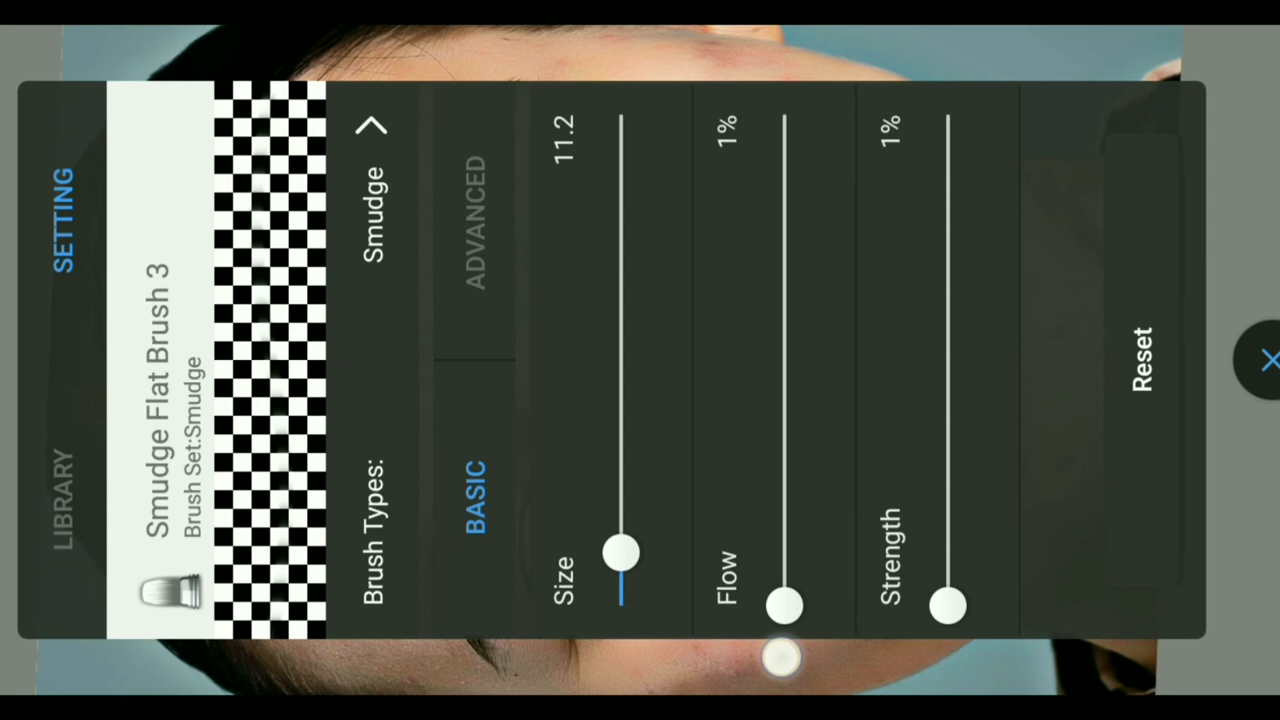 LIBRARY SETTING
Smudge Flat Brush 3
Brush Set:Smudge
Brush Types: Smudge
BASIC ADVANCED
Size 11.2
Flow 1%
Strength 1%
Reset